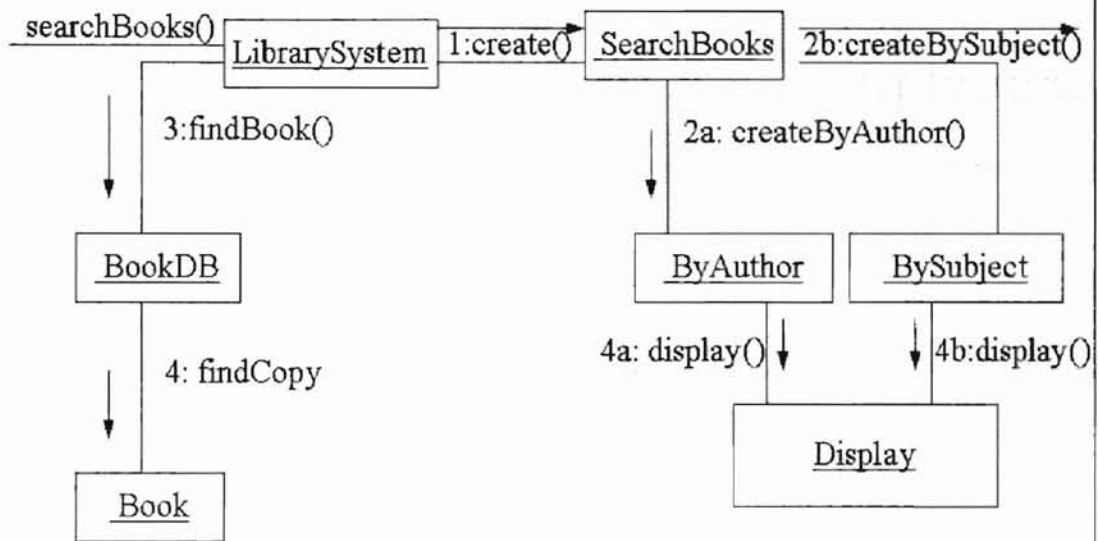 searchBooks()
LibrarySystem
1:create()
SearchBooks
2b:createBySubject()
3:findBook()
2a: createByAuthor()
BookDB
ByAuthor
BySubject
4: findCopy
4a: display()
4b:display()
Display
Book